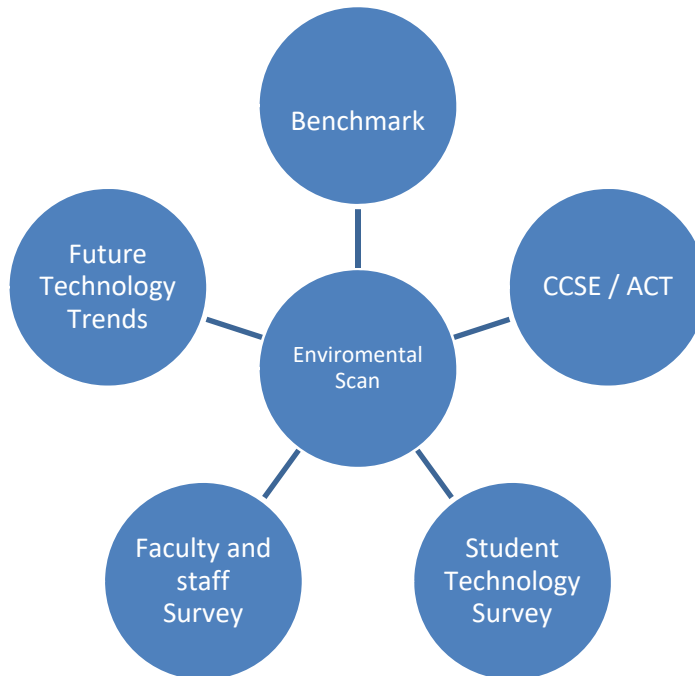 Benchmark
Future
Technology
Trends
CCSE / ACT
Enviromental
Scan
Faculty and
staff
Survey
Student
Technology
Survey